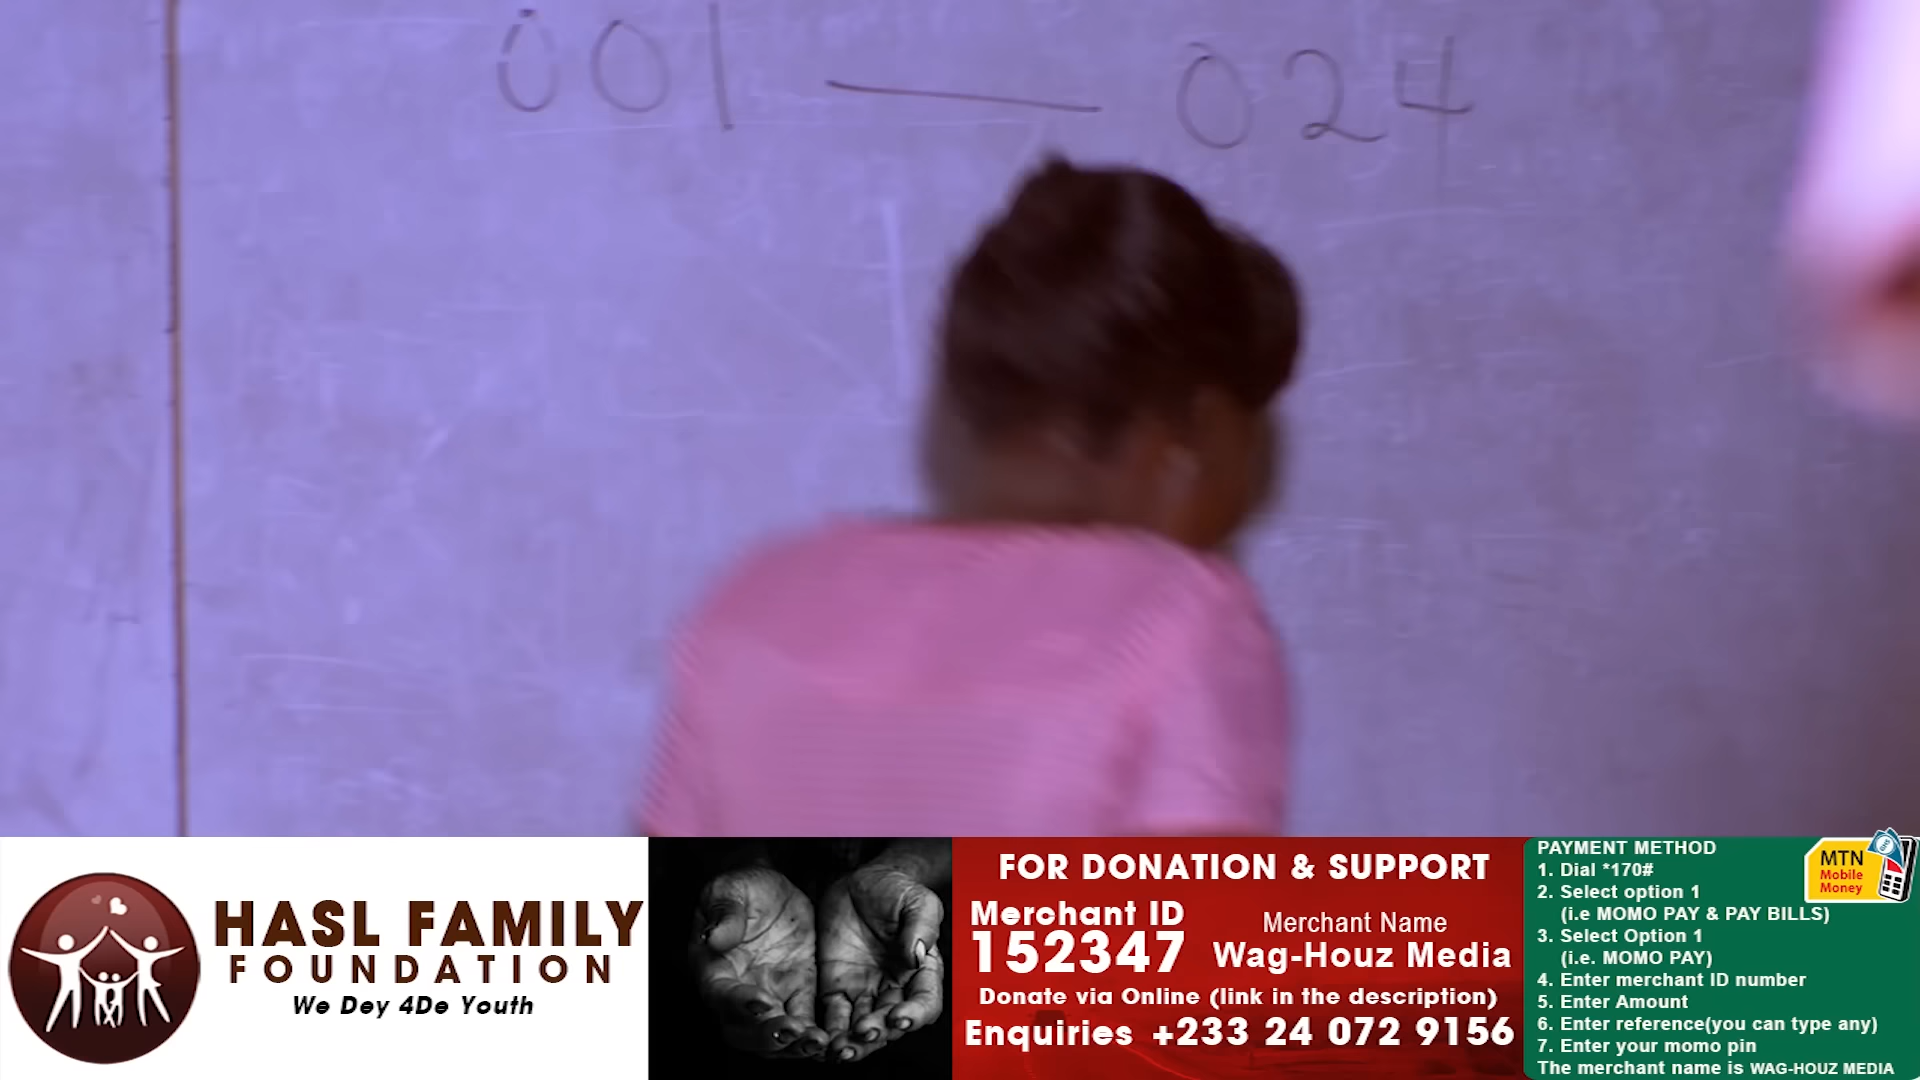 001 — 024
HASL FAMILY
FOUNDATION
We Dey 4De Youth
FOR DONATION & SUPPORT
Merchant ID
152347
Merchant Name
Wag-Houz Media
Donate via Online (link in the description)
Enquiries +233 24 072 9156
PAYMENT METHOD
1. Dial *170#
2. Select option 1
(i.e MOMO PAY & PAY BILLS)
3. Select Option 1
(i.e. MOMO PAY)
4. Enter merchant ID number
5. Enter Amount
6. Enter reference(you can type any)
7. Enter your momo pin
The merchant name is WAG-HOUZ MEDIA
MTN
Mobile
Money